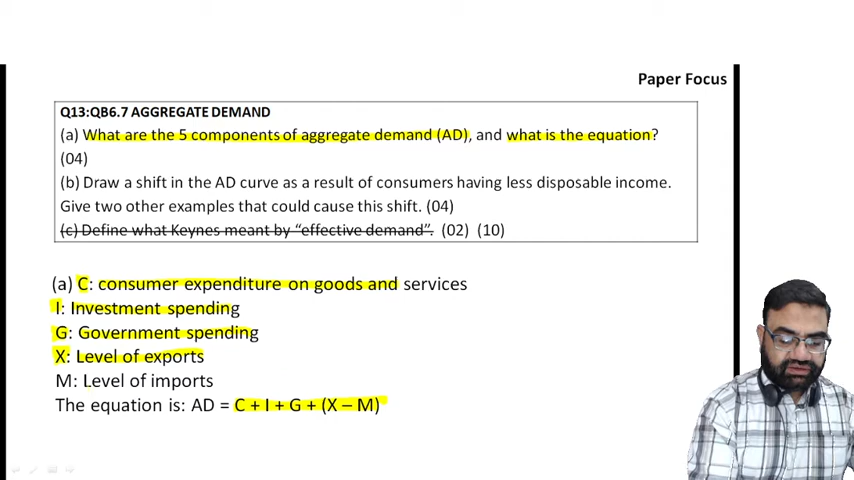 Paper Focus
Q13:QB6.7 AGGREGATE DEMAND
(a) What are the 5 components of aggregate demand (AD), and what is the equation?
(04)
(b) Draw a shift in the AD curve as a result of consumers having less disposable income.
Give two other examples that could cause this shift. (04)
(c) Define what Keynes meant by “effective demand”. (02) (10)
(a) C: consumer expenditure on goods and services
I: Investment spending
G: Government spending
X: Level of exports
M: Level of imports
The equation is: AD = C + I + G + (X – M)